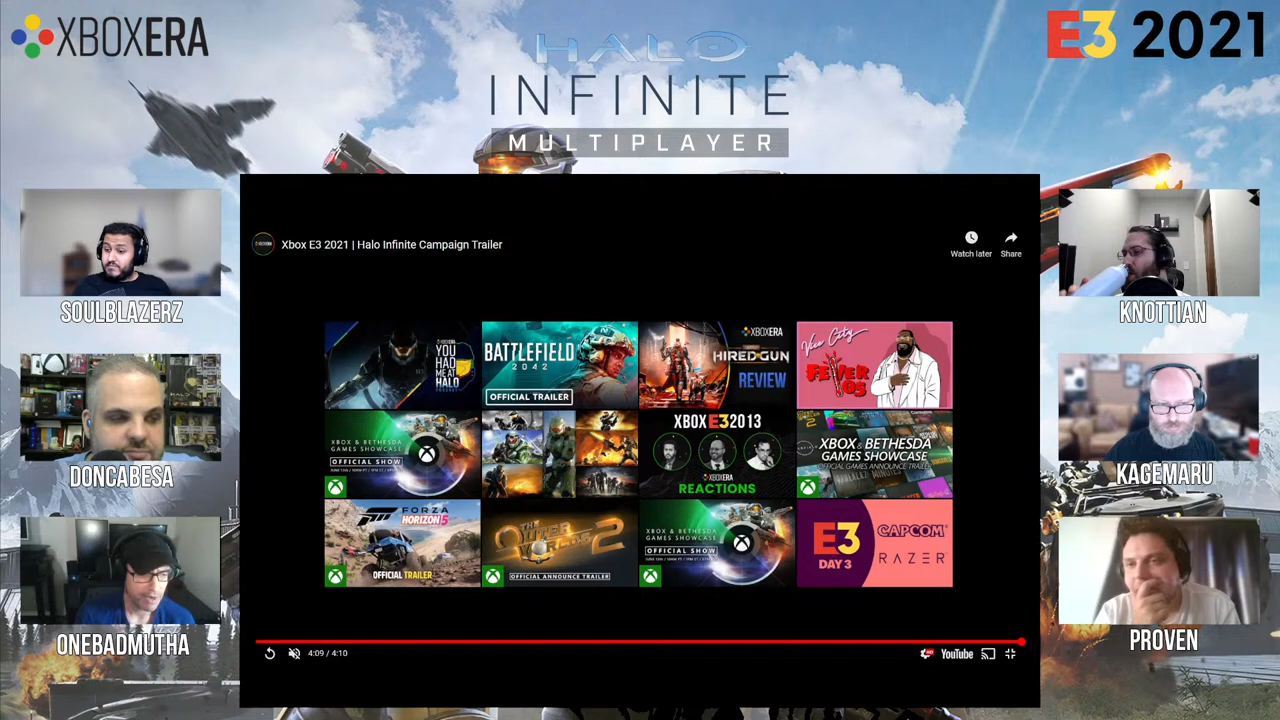 XBOXERA
E3 2021
HALO
INFINITE
MULTIPLAYER
Xbox E3 2021 | Halo Infinite Campaign Trailer
Watch later
Share
SOULBLAZERZ
DONCABESA
ONEBADMUTHA
KNOTTIAN
KAGEMARU
PROVEN
YOU
HAD
ME AT
HALO
BATTLEFIELD
2042
OFFICIAL TRAILER
XBOXERA
HIRED GUN
REVIEW
Vice City
FEVER
05
XBOX & BETHESDA
GAMES SHOWCASE
OFFICIAL SHOW
XBOX E3 2013
XBOXERA
REACTIONS
XBOX & BETHESDA
GAMES SHOWCASE
OFFICIAL GAMES ANNOUNCE TRAILER
FORZA
HORIZON 5
OFFICIAL TRAILER
THE
OUTER
WORLDS 2
OFFICIAL ANNOUNCE TRAILER
XBOX & BETHESDA
GAMES SHOWCASE
OFFICIAL SHOW
E3
DAY 3
CAPCOM
RAZER
4:09 / 4:10
YouTube